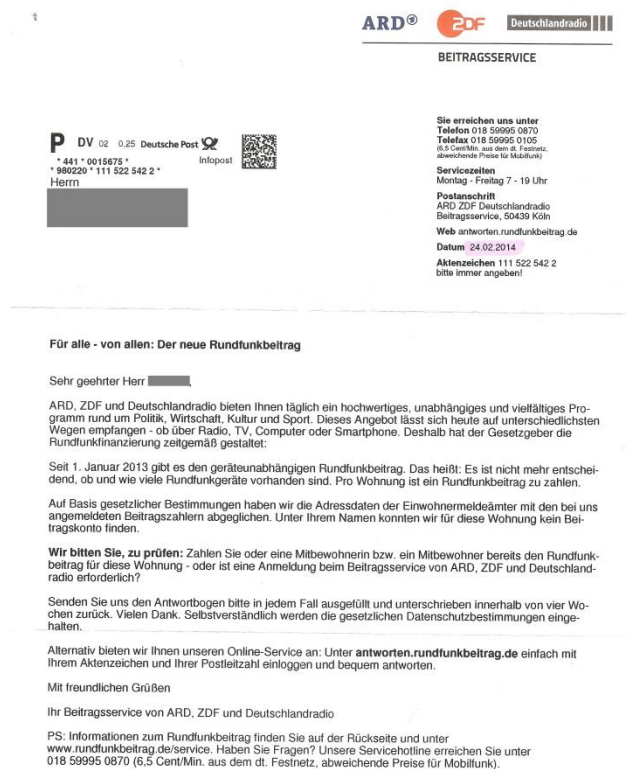 ARD
ZDF
Deutschlandradio
BEITRAGSSERVICE
P DV 02 0,25 Deutsche Post
* 441 * 0015675 * Infopost
* 980220 * 111 522 542 2 *
Herrn
Sie erreichen uns unter
Telefon 018 59995 0870
Telefax 018 59995 0105
(6,5 Cent/Min. aus dem dt. Festnetz,
abweichende Preise für Mobilfunk)
Servicezeiten
Montag - Freitag 7 - 19 Uhr
Postanschrift
ARD ZDF Deutschlandradio
Beitragsservice, 50439 Köln
Web antworten.rundfunkbeitrag.de
Datum 24.02.2014
Aktenzeichen 111 522 542 2
bitte immer angeben!
Für alle - von allen: Der neue Rundfunkbeitrag
Sehr geehrter Herr ,
ARD, ZDF und Deutschlandradio bieten Ihnen täglich ein hochwertiges, unabhängiges und vielfältiges Pro-
gramm rund um Politik, Wirtschaft, Kultur und Sport. Dieses Angebot lässt sich heute auf unterschiedlichsten
Wegen empfangen - ob über Radio, TV, Computer oder Smartphone. Deshalb hat der Gesetzgeber die
Rundfunkfinanzierung zeitgemäß gestaltet:
Seit 1. Januar 2013 gibt es den geräteunabhängigen Rundfunkbeitrag. Das heißt: Es ist nicht mehr entschei-
dend, ob und wie viele Rundfunkgeräte vorhanden sind. Pro Wohnung ist ein Rundfunkbeitrag zu zahlen.
Auf Basis gesetzlicher Bestimmungen haben wir die Adressdaten der Einwohnermeldeämter mit den bei uns
angemeldeten Beitragszahlern abgeglichen. Unter Ihrem Namen konnten wir für diese Wohnung kein Bei-
tragskonto finden.
Wir bitten Sie, zu prüfen: Zahlen Sie oder eine Mitbewohnerin bzw. ein Mitbewohner bereits den Rundfunk-
beitrag für diese Wohnung - oder ist eine Anmeldung beim Beitragsservice von ARD, ZDF und Deutschland-
radio erforderlich?
Senden Sie uns den Antwortbogen bitte in jedem Fall ausgefüllt und unterschrieben innerhalb von vier Wo-
chen zurück. Vielen Dank. Selbstverständlich werden die gesetzlichen Datenschutzbestimmungen einge-
halten.
Alternativ bieten wir Ihnen unseren Online-Service an: Unter antworten.rundfunkbeitrag.de einfach mit
Ihrem Aktenzeichen und Ihrer Postleitzahl einloggen und bequem antworten.
Mit freundlichen Grüßen
Ihr Beitragsservice von ARD, ZDF und Deutschlandradio
PS: Informationen zum Rundfunkbeitrag finden Sie auf der Rückseite und unter
www.rundfunkbeitrag.de/service. Haben Sie Fragen? Unsere Servicehotline erreichen Sie unter
018 59995 0870 (6,5 Cent/Min. aus dem dt. Festnetz, abweichende Preise für Mobilfunk).